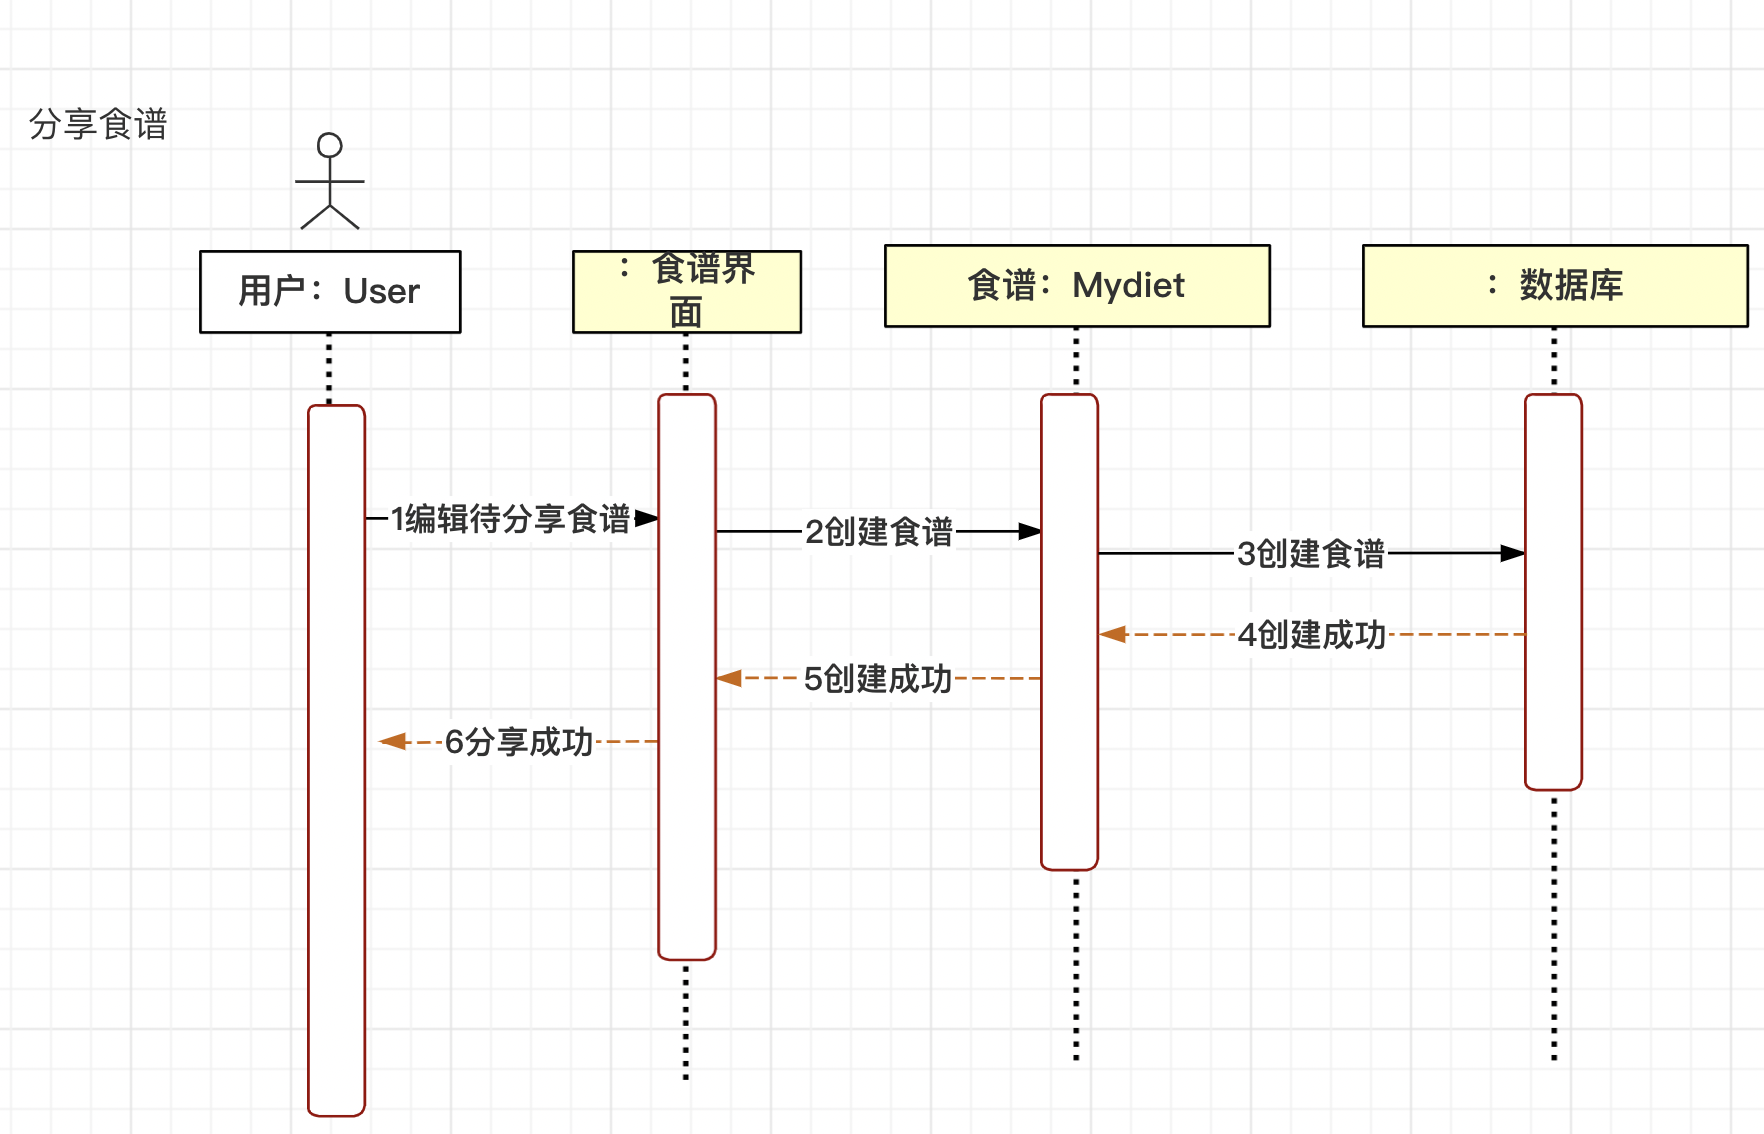 分享食谱
用户：User
：食谱界
面
食谱：Mydiet
：数据库
1编辑待分享食谱
2创建食谱
3创建食谱
4创建成功
5创建成功
6分享成功